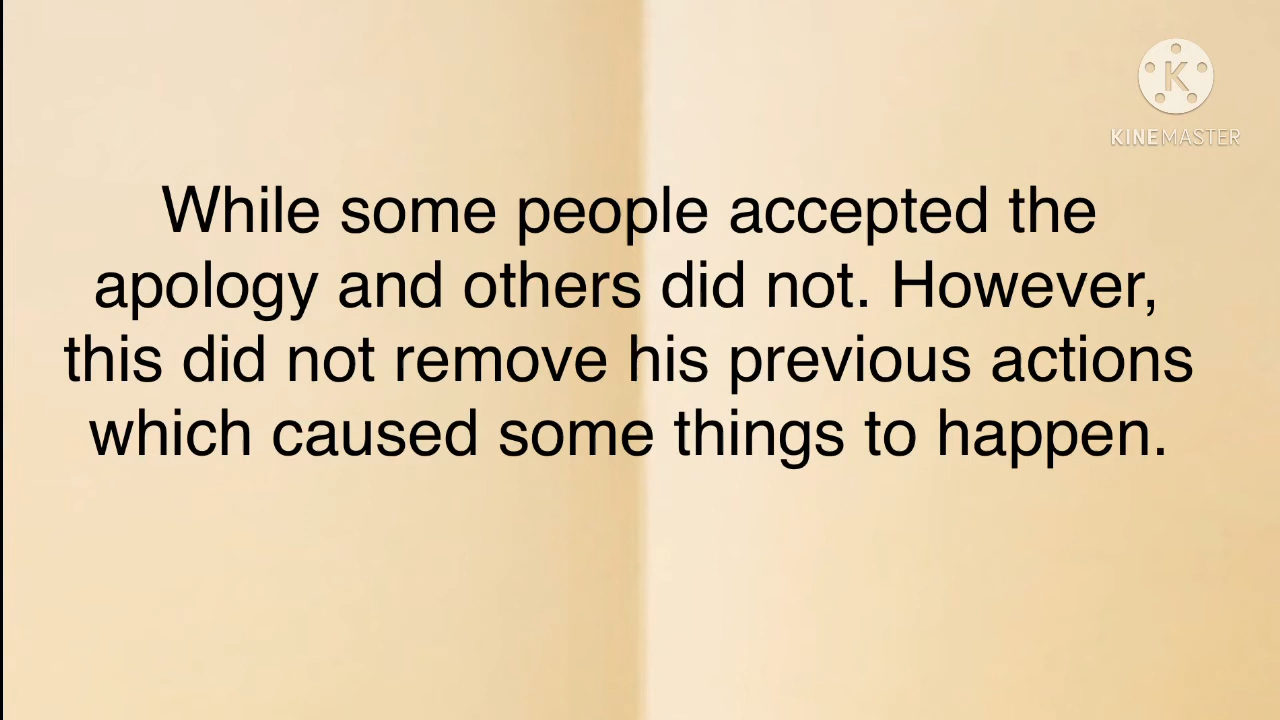 K
KINEMASTER
While some people accepted the
apology and others did not. However,
this did not remove his previous actions
which caused some things to happen.